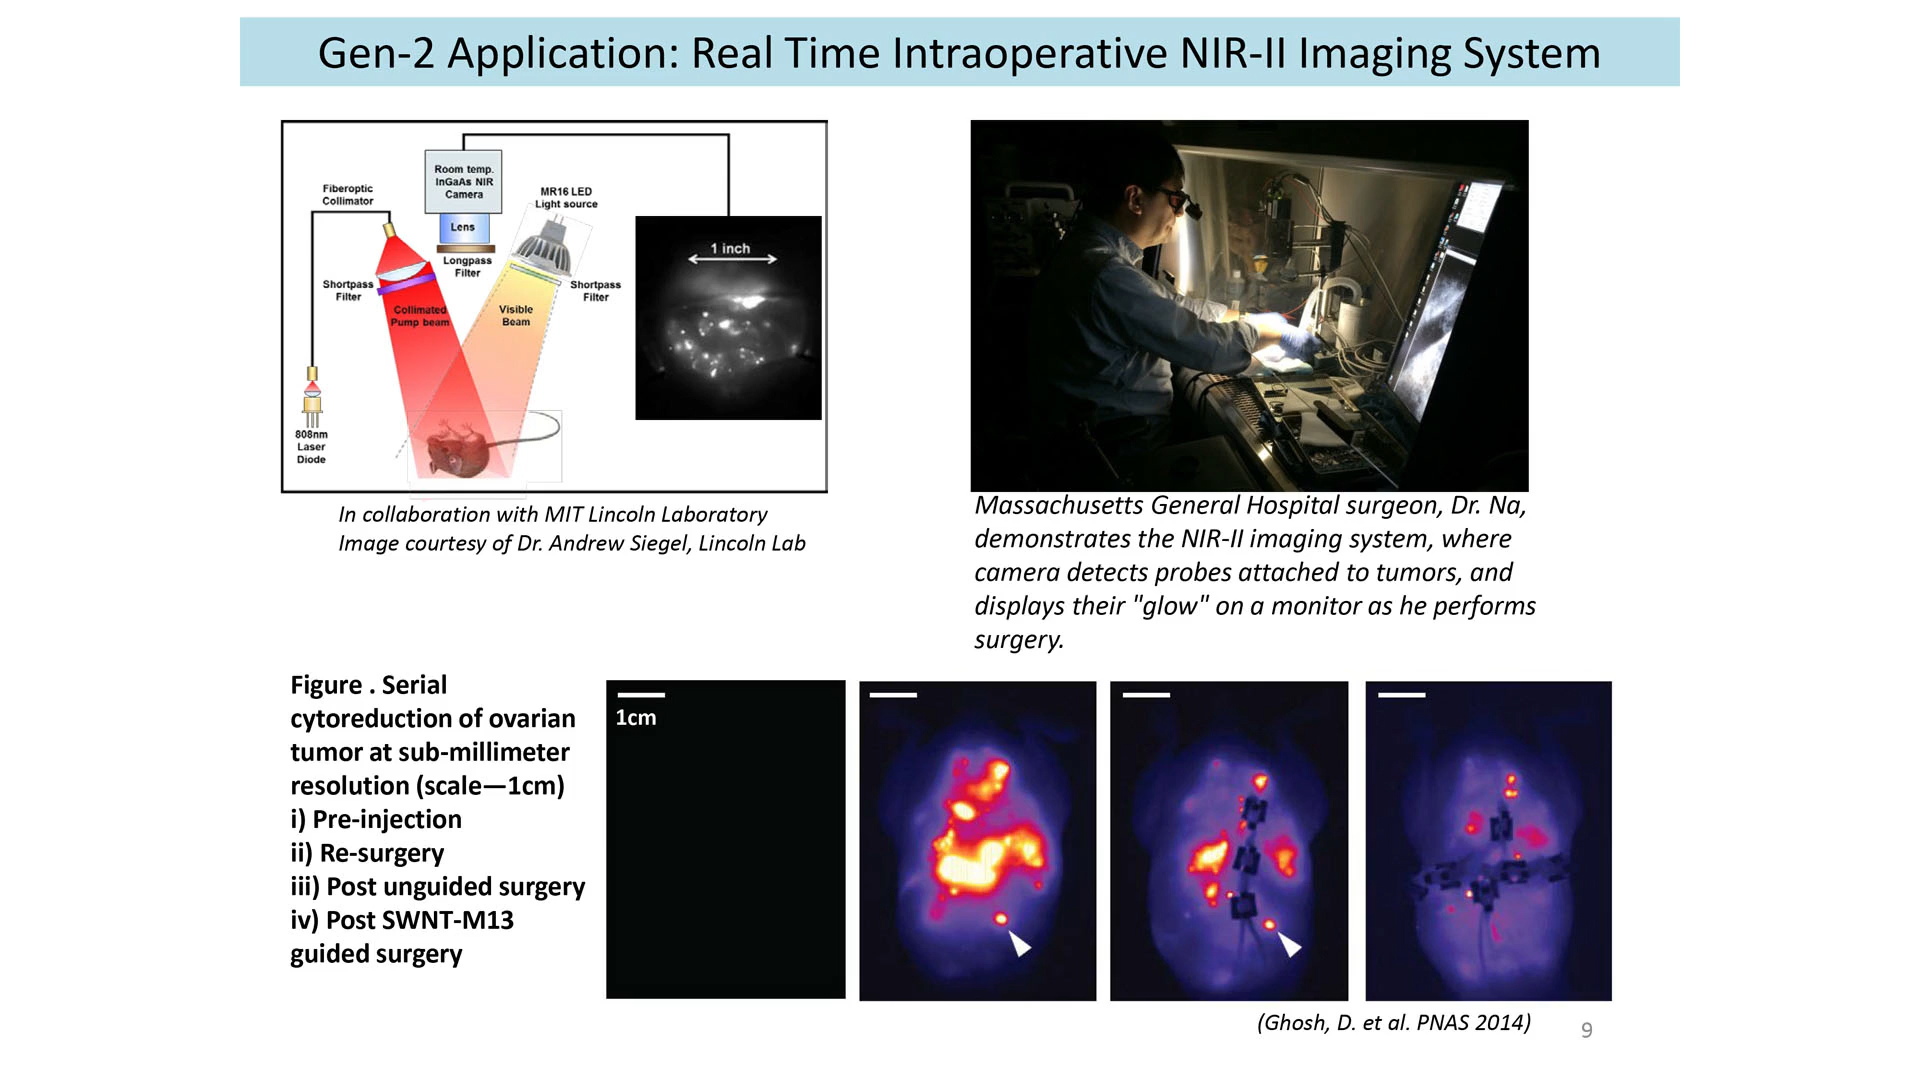 Gen-2 Application: Real Time Intraoperative NIR-II Imaging System
Room temp.
InGaAs NIR
Camera
Fiberoptic
Collimator
MR16 LED
Light source
Lens
Longpass
Filter
Shortpass
Filter
Shortpass
Filter
Collimated
Pump beam
Visible
Beam
1 inch
808nm
Laser
Diode
In collaboration with MIT Lincoln Laboratory
Image courtesy of Dr. Andrew Siegel, Lincoln Lab
Massachusetts General Hospital surgeon, Dr. Na,
demonstrates the NIR-II imaging system, where
camera detects probes attached to tumors, and
displays their "glow" on a monitor as he performs
surgery.
Figure . Serial
cytoreduction of ovarian
tumor at sub-millimeter
resolution (scale—1cm)
i) Pre-injection
ii) Re-surgery
iii) Post unguided surgery
iv) Post SWNT-M13
guided surgery
1cm
(Ghosh, D. et al. PNAS 2014)
9